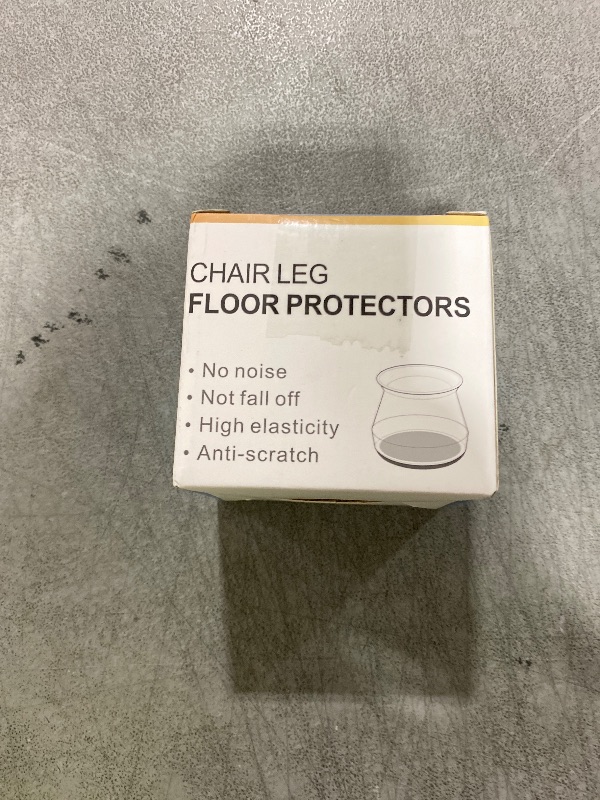 CHAIR LEG
FLOOR PROTECTORS
• No noise
• Not fall off
• High elasticity
• Anti-scratch